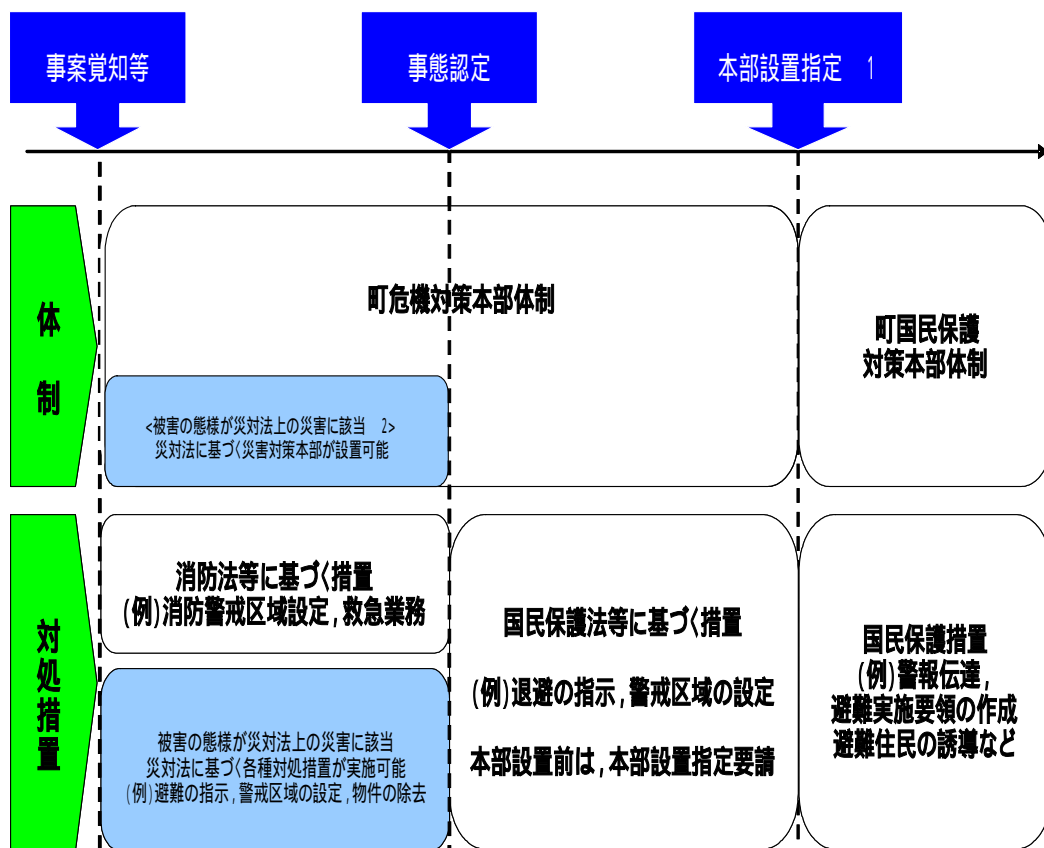 事案覚知等
事態認定
本部設置指定 1
体制
町危機対策本部体制
<被害の態様が災対法上の災害に該当 2>
災対法に基づく災害対策本部が設置可能
町国民保護
対策本部体制
対処措置
消防法等に基づく措置
(例)消防警戒区域設定,救急業務
被害の態様が災対法上の災害に該当
災対法に基づく各種対処措置が実施可能
(例)避難の指示,警戒区域の設定,物件の除去
国民保護法等に基づく措置
(例)退避の指示,警戒区域の設定
本部設置前は,本部設置指定要請
国民保護措置
(例)警報伝達,
避難実施要領の作成
避難住民の誘導など